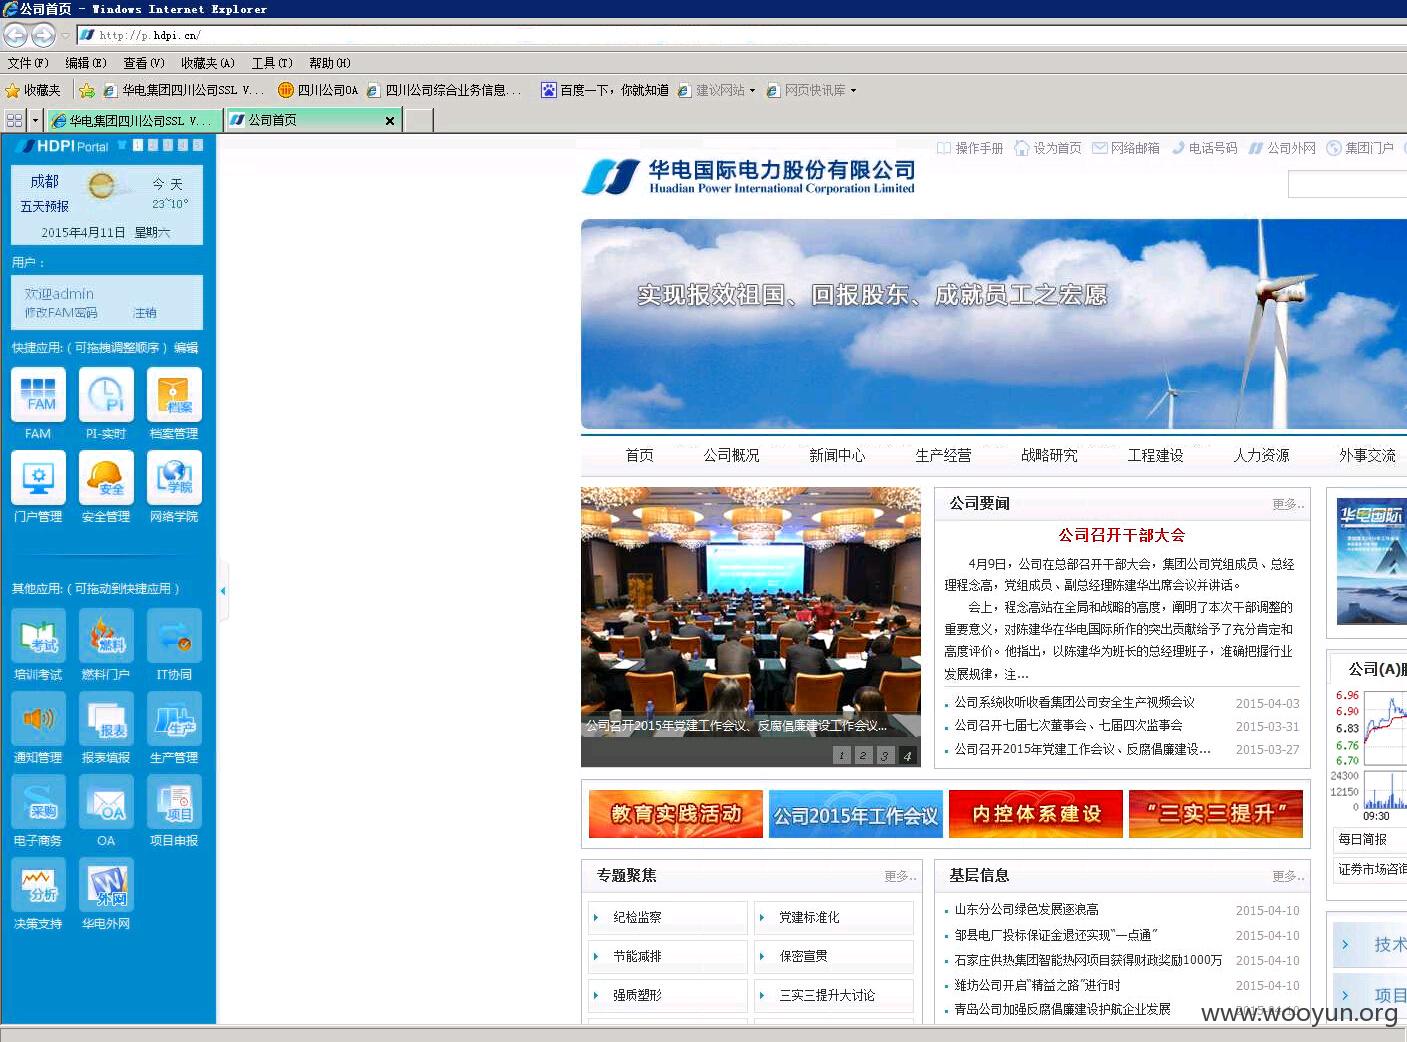 公司首页 - Windows Internet Explorer
http://p.hdpi.cn/
文件(F) 编辑(E) 查看(V) 收藏夹(A) 工具(T) 帮助(H)
收藏夹 华电集团四川公司SSL V... 四川公司OA 四川公司综合业务信息... 百度一下，你就知道 建议网站 网页快讯库
华电集团四川公司SSL V... 公司首页
HDPI Portal 1 2 3 4 5
成都
今 天
五天预报
23~10°
2015年4月11日 星期六
用户：
欢迎admin
修改FAM密码 注销
快捷应用:(可拖拽调整顺序) 编辑
FAM PI 档案
FAM PI-实时 档案管理
安全 学院
门户管理 安全管理 网络学院
其他应用:(可拖动到快捷应用)
考试 燃料
培训考试 燃料门户 IT协同
报表 生产
通知管理 报表填报 生产管理
采购 OA 项目
电子商务 OA 项目申报
分析 外网
决策支持 华电外网
操作手册 设为首页 网络邮箱 电话号码 公司外网 集团门户
华电国际电力股份有限公司
Huadian Power International Corporation Limited
实现报效祖国、回报股东、成就员工之宏愿
首页 公司概况 新闻中心 生产经营 战略研究 工程建设 人力资源 外事交流
公司召开2015年党建工作会议、反腐倡廉建设工作会议...
1 2 3 4
公司要闻 更多..
公司召开干部大会
4月9日，公司在总部召开干部大会，集团公司党组成员、总经
理程念高，党组成员、副总经理陈建华出席会议并讲话。
会上，程念高站在全局和战略的高度，阐明了本次干部调整的
重要意义，对陈建华在华电国际所作的突出贡献给予了充分肯定和
高度评价。他指出，以陈建华为班长的总经理班子，准确把握行业
发展规律，注...
公司系统收听收看集团公司安全生产视频会议 2015-04-03
公司召开七届七次董事会、七届四次监事会 2015-03-31
公司召开2015年党建工作会议、反腐倡廉建设... 2015-03-27
华电国际
公司(A)股
6.96
6.90
6.83
6.76
6.70
24300
12150
0
09:30
每日简报
证券市场咨询
教育实践活动 公司2015年工作会议 内控体系建设 “三实三提升”
专题聚焦 更多..
纪检监察 党建标准化
节能减排 保密宣贯
强质塑形 三实三提升大讨论
基层信息 更多..
山东分公司绿色发展逐浪高 2015-04-10
邹县电厂投标保证金退还实现“一点通” 2015-04-10
石家庄供热集团智能热网项目获得财政奖励1000万 2015-04-10
潍坊公司开启“精益之路”进行时 2015-04-10
青岛公司加强反腐倡廉建设护航企业发展 2015-04-10
技术
项目
www.wooyun.org